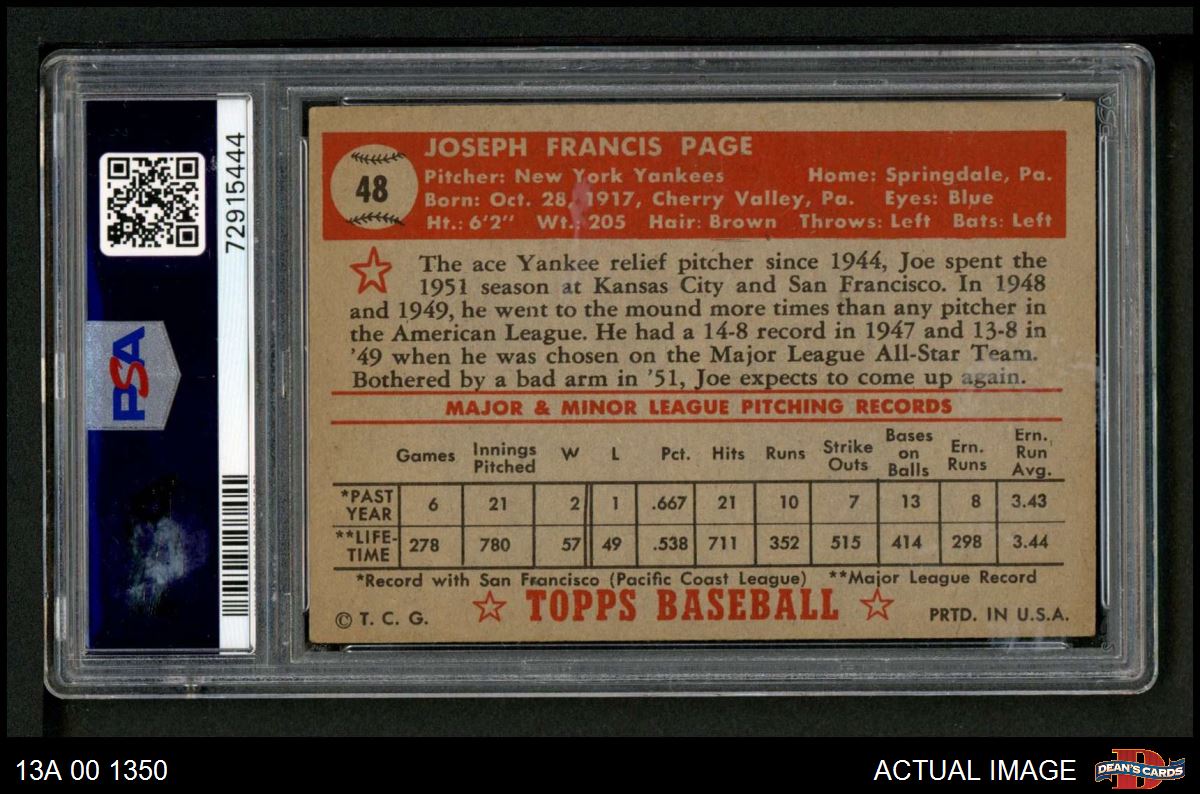 72915444
PSA
48
JOSEPH FRANCIS PAGE
Pitcher: New York Yankees Home: Springdale, Pa.
Born: Oct. 28, 1917, Cherry Valley, Pa. Eyes: Blue
Ht.: 6'2" Wt.: 205 Hair: Brown Throws: Left Bats: Left
The ace Yankee relief pitcher since 1944, Joe spent the
1951 season at Kansas City and San Francisco. In 1948
and 1949, he went to the mound more times than any pitcher in
the American League. He had a 14-8 record in 1947 and 13-8 in
'49 when he was chosen on the Major League All-Star Team.
Bothered by a bad arm in '51, Joe expects to come up again.
MAJOR & MINOR LEAGUE PITCHING RECORDS
Games Innings Pitched W L Pct. Hits Runs Strike Outs Bases on Balls Ern. Runs Ern. Run Avg.
*PAST YEAR 6 21 2 1 .667 21 10 7 13 8 3.43
**LIFE-TIME 278 780 57 49 .538 711 352 515 414 298 3.44
*Record with San Francisco (Pacific Coast League) **Major League Record
© T. C. G. TOPPS BASEBALL PRTD. IN U.S.A.
13A 00 1350 ACTUAL IMAGE DEAN'S CARDS